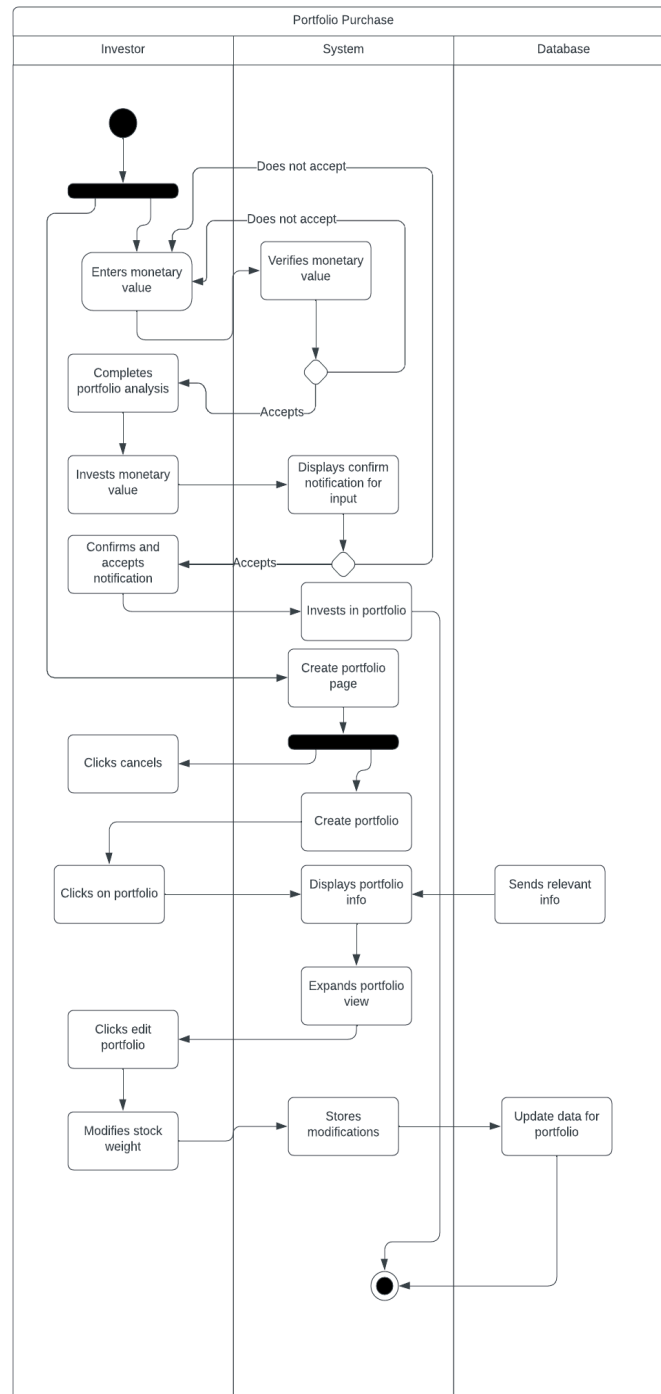 Portfolio Purchase
Investor
System
Database
Does not accept
Does not accept
Enters monetary
value
Verifies monetary
value
Completes
portfolio analysis
Accepts
Invests monetary
value
Displays confirm
notification for
input
Confirms and
accepts
notification
Accepts
Invests in portfolio
Create portfolio
page
Clicks cancels
Create portfolio
Clicks on portfolio
Displays portfolio
info
Sends relevant
info
Expands portfolio
view
Clicks edit
portfolio
Modifies stock
weight
Stores
modifications
Update data for
portfolio